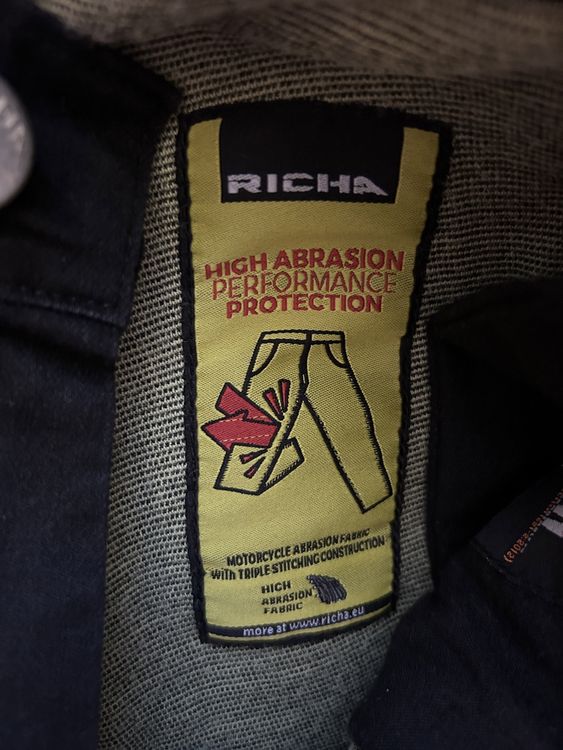 RICHA
HIGH ABRASION
PERFORMANCE
PROTECTION
MOTORCYCLE ABRASION FABRIC
with TRIPLE STITCHING CONSTRUCTION
HIGH
ABRASION
FABRIC
more at www.richa.eu